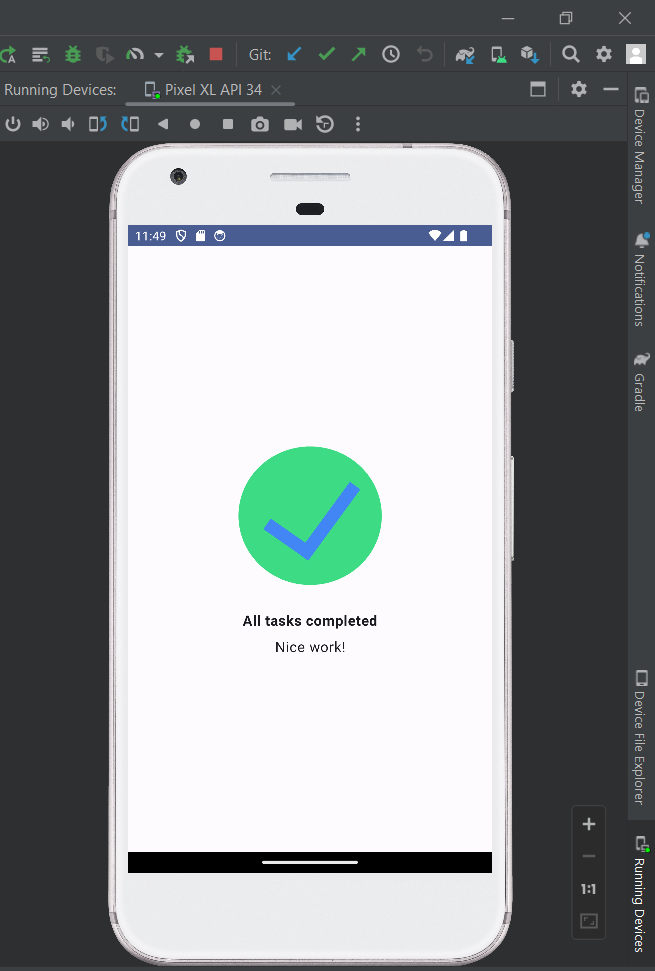 Git:
Running Devices:
Pixel XL API 34
11:49
All tasks completed
Nice work!
Device Manager
Notifications
Gradle
Device File Explorer
Running Devices
1:1